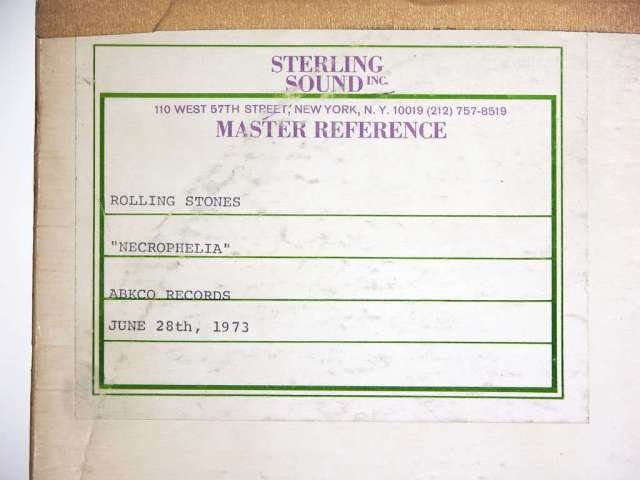 STERLING
SOUND INC.
110 WEST 57TH STREET, NEW YORK, N. Y. 10019 (212) 757-8519
MASTER REFERENCE
ROLLING STONES
"NECROPHELIA"
ABKCO RECORDS
JUNE 28th, 1973